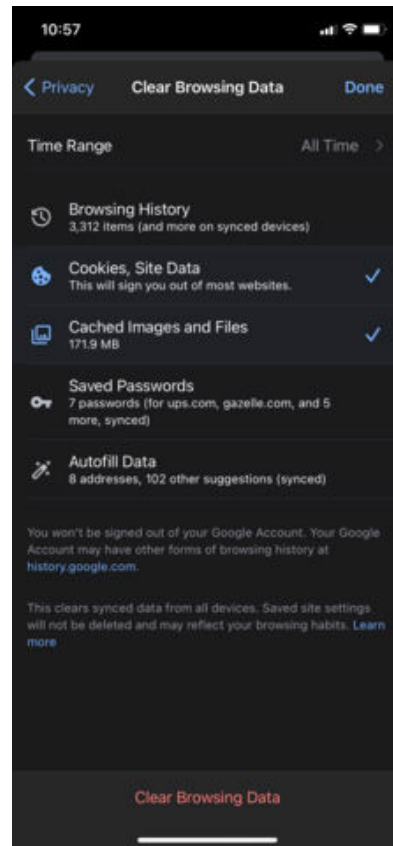 10:57
Privacy
Clear Browsing Data
Done
Time Range
All Time
Browsing History
3,312 items (and more on synced devices)
Cookies, Site Data
This will sign you out of most websites.
Cached Images and Files
171.9 MB
Saved Passwords
7 passwords (for ups.com, gazelle.com, and 5
more, synced)
Autofill Data
8 addresses, 102 other suggestions (synced)
You won't be signed out of your Google Account. Your Google
Account may have other forms of browsing history at
history.google.com.
This clears synced data from all devices. Saved site settings
will not be deleted and may reflect your browsing habits. Learn
more
Clear Browsing Data